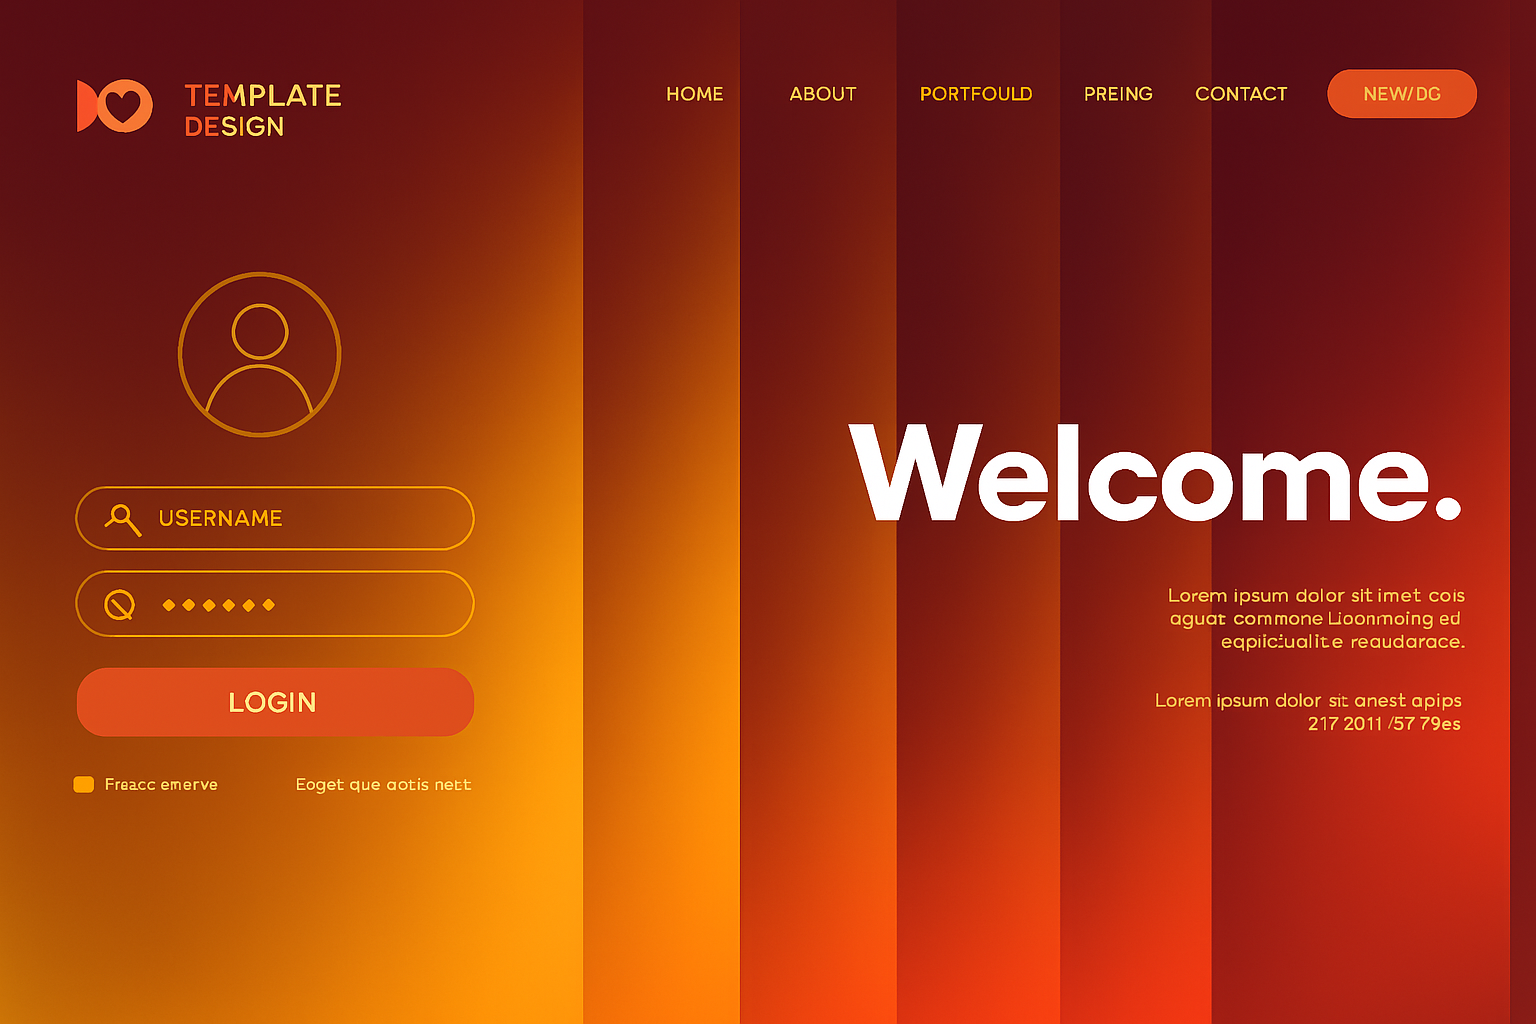 TEMPLATE
DESIGN
HOME
ABOUT
PORTFOULD
PREING
CONTACT
NEW/DG
USERNAME
LOGIN
Freacc emerve
Eoget que aotis nett
Welcome.
Lorem ipsum dolor sit imet cois
aguat commone Lioonmoing ed
reaudarace.
Lorem ipsum dolor sit anest apips
217 2011 /57 79es